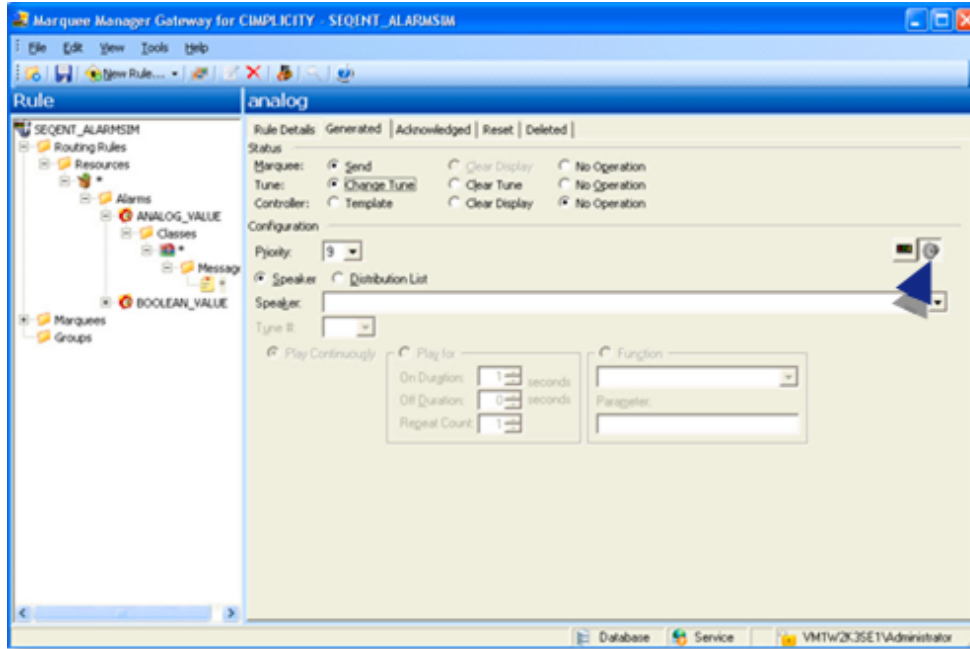 Marquee Manager Gateway for CIMPLICITY - SEQENT_ALARMSIM
File Edit View Tools Help
New Rule...
Rule
analog
SEQENT_ALARMSIM
Routing Rules
Resources
*
Alarms
ANALOG_VALUE
Classes
*
Messag
*
BOOLEAN_VALUE
Marquees
Groups
Rule Details Generated Acknowledged Reset Deleted
Status
Marquee: Send Clear Display No Operation
Tune: Change Tune Clear Tune No Operation
Controller: Template Clear Display No Operation
Configuration
Priority: 9
Speaker Distribution List
Speaker:
Tune #:
Play Continuously Play for Function
On Duration: 1 seconds
Off Duration: 0 seconds Parameter:
Repeat Count: 1
Database Service VMTW2K3SE1\Administrator